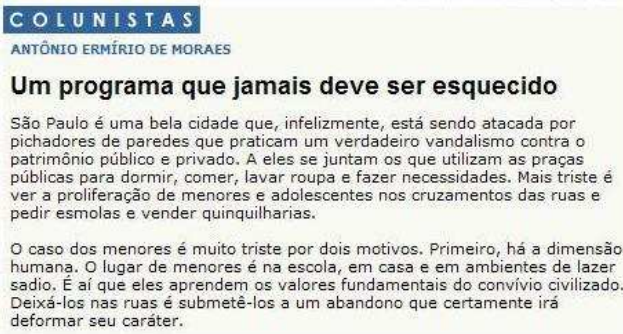 COLUNISTAS
ANTÔNIO ERMÍRIO DE MORAES
Um programa que jamais deve ser esquecido
São Paulo é uma bela cidade que, infelizmente, está sendo atacada por
pichadores de paredes que praticam um verdadeiro vandalismo contra o
patrimônio público e privado. A eles se juntam os que utilizam as praças
públicas para dormir, comer, lavar roupa e fazer necessidades. Mais triste é
ver a proliferação de menores e adolescentes nos cruzamentos das ruas e
pedir esmolas e vender quinquilharias.
O caso dos menores é muito triste por dois motivos. Primeiro, há a dimensão
humana. O lugar de menores é na escola, em casa e em ambientes de lazer
sadio. É aí que eles aprendem os valores fundamentais do convívio civilizado.
Deixá-los nas ruas é submetê-los a um abandono que certamente irá
deformar seu caráter.